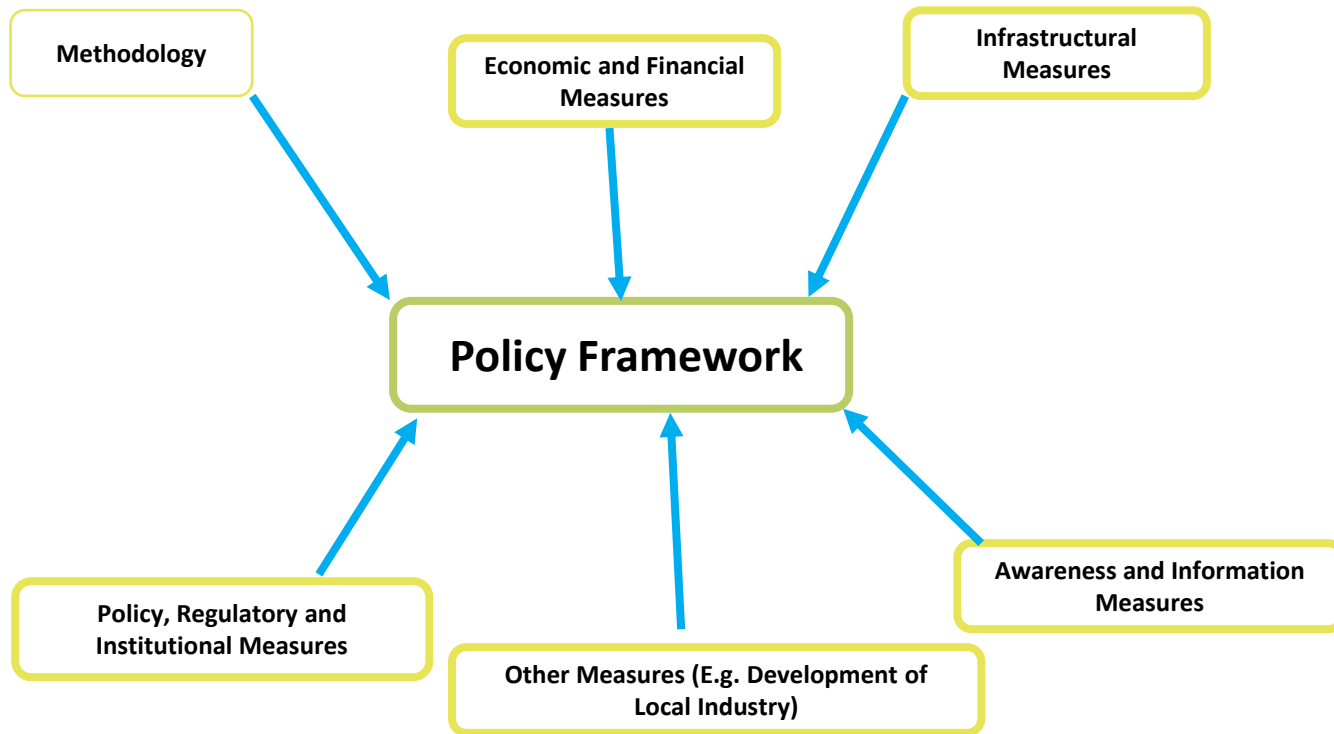 Methodology
Economic and Financial
Measures
Infrastructural
Measures
Policy Framework
Policy, Regulatory and
Institutional Measures
Other Measures (E.g. Development of
Local Industry)
Awareness and Information
Measures